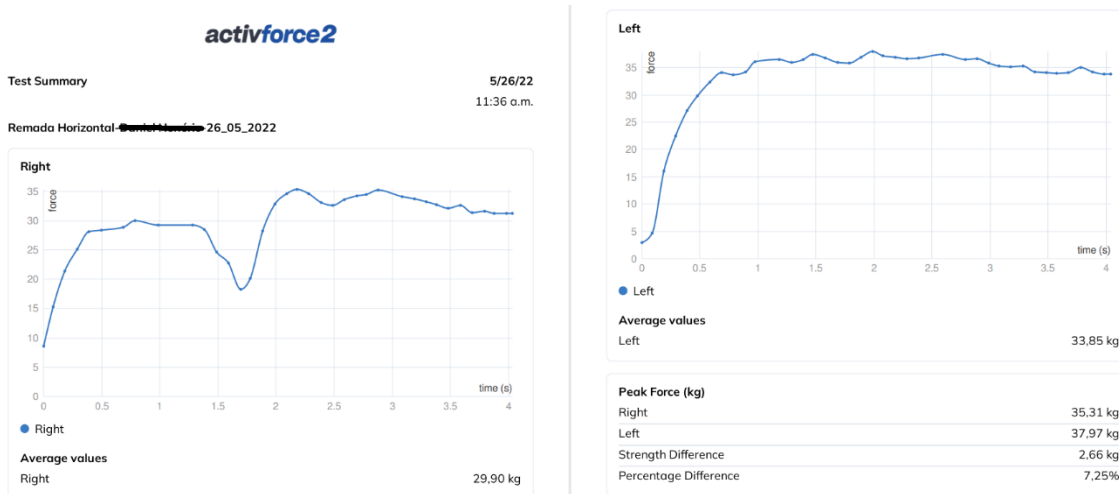 activforce2
Test Summary 5/26/22
11:36 a.m.
Remada Horizontal- -26_05_2022
Right
force
35
30
25
20
15
10
5
0
time (s)
0 0.5 1 1.5 2 2.5 3 3.5 4
Right
Average values
Right 29,90 kg
Left
force
35
30
25
20
15
10
5
0
time (s)
0 0.5 1 1.5 2 2.5 3 3.5 4
Left
Average values
Left 33,85 kg
Peak Force (kg)
Right 35,31 kg
Left 37,97 kg
Strength Difference 2,66 kg
Percentage Difference 7,25%